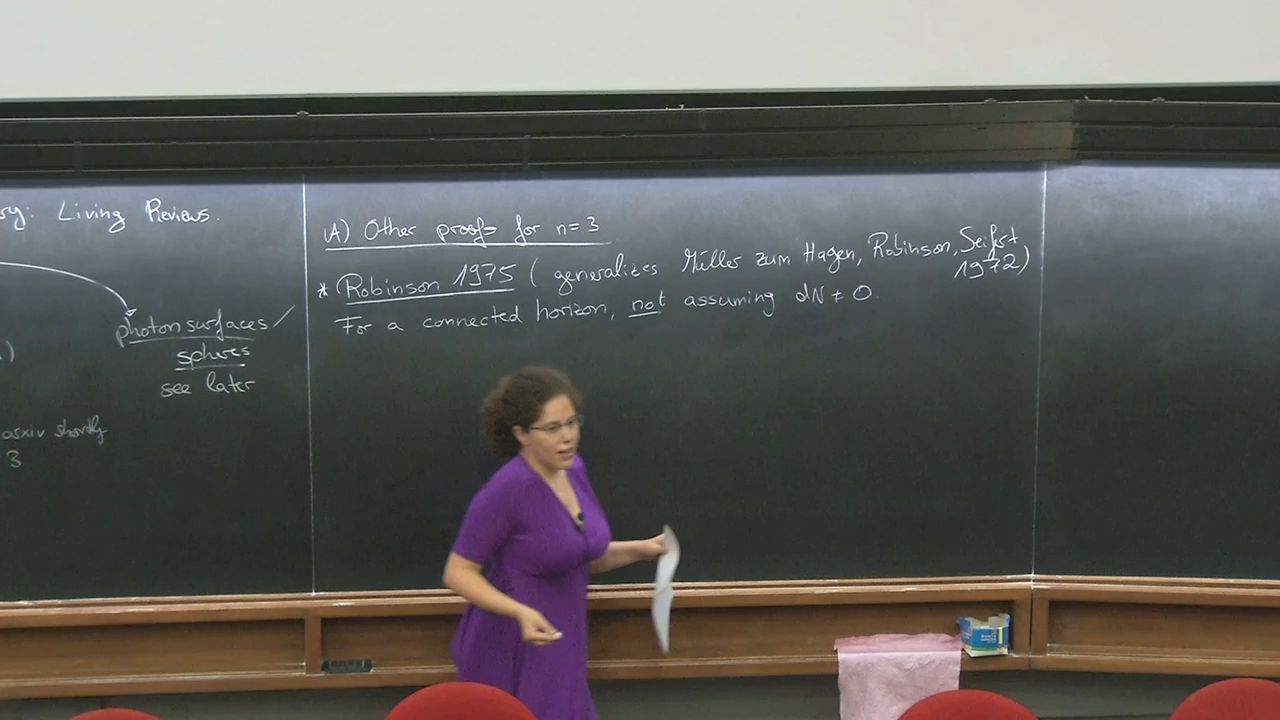 ry: Living Reviews.
photon surfaces /
spheres
see later
)
arxiv shortly
3
A) Other proofs for n=3
* Robinson 1975 ( generalizes Müller zum Hagen, Robinson, Seifert
1972)
For a connected horizon, not assuming dN ≠ 0.